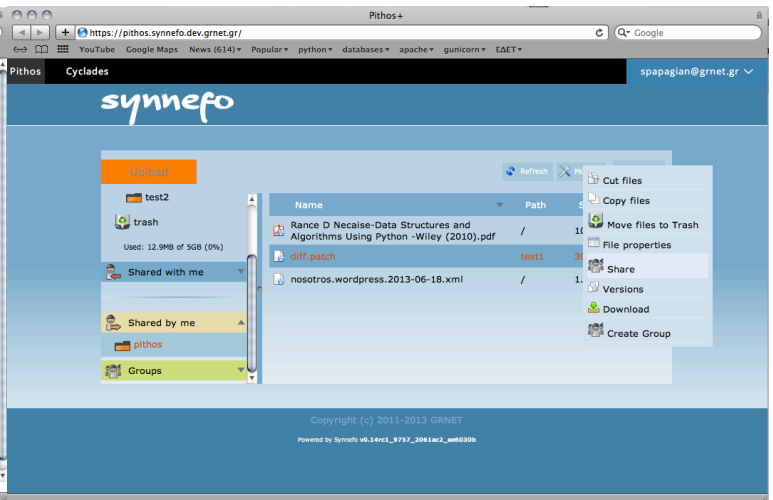 Pithos+
https://pithos.synnefo.dev.grnet.gr/
Google
YouTube Google Maps News (614) Popular python databases apache gunicorn ΕΔΕΤ
Pithos Cyclades spapagian@grnet.gr
synnefo
Upload
Refresh
test2
trash
Used: 12.9MB of 5GB (0%)
Shared with me
Shared by me
pithos
Groups
Name Path
Rance D Necaise-Data Structures and
Algorithms Using Python -Wiley (2010).pdf /
diff.patch test1
nosotros.wordpress.2013-06-18.xml /
Cut files
Copy files
Move files to Trash
File properties
Share
Versions
Download
Create Group
Copyright (c) 2011-2013 GRNET
Powered by Synnefo v0.14rc1_9757_2061ac2_ae6030b